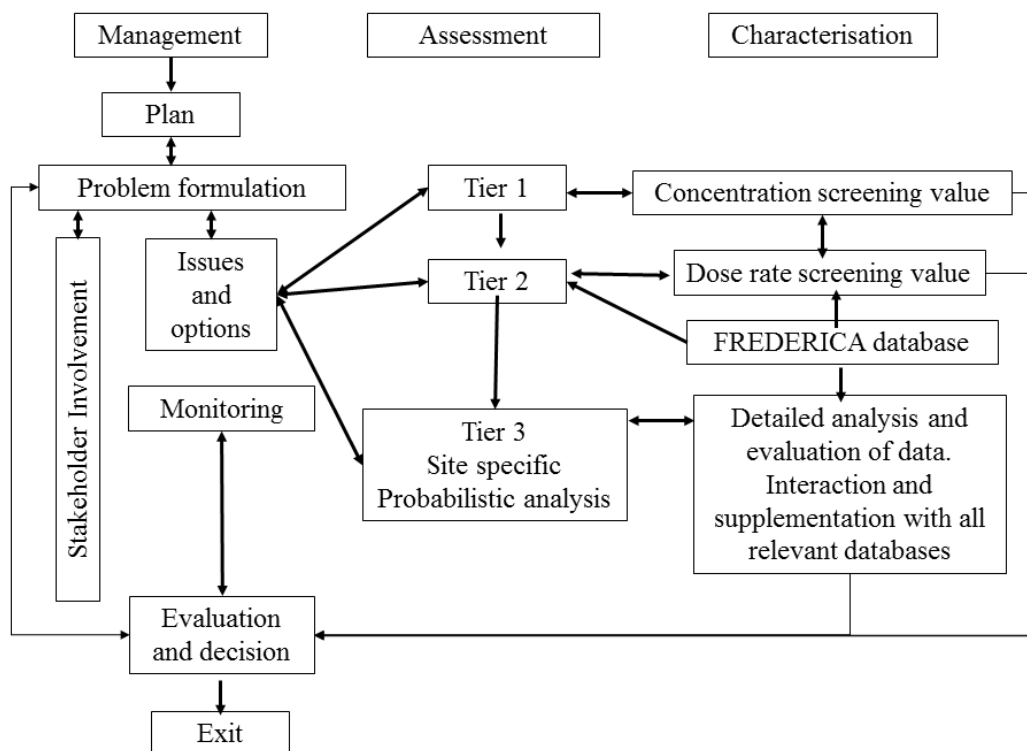 Management
Assessment
Characterisation
Plan
Problem formulation
Tier 1
Concentration screening value
Stakeholder Involvement
Issues
and
options
Tier 2
Dose rate screening value
FREDERICA database
Monitoring
Tier 3
Site specific
Probabilistic analysis
Detailed analysis and
evaluation of data.
Interaction and
supplementation with all
relevant databases
Evaluation
and decision
Exit